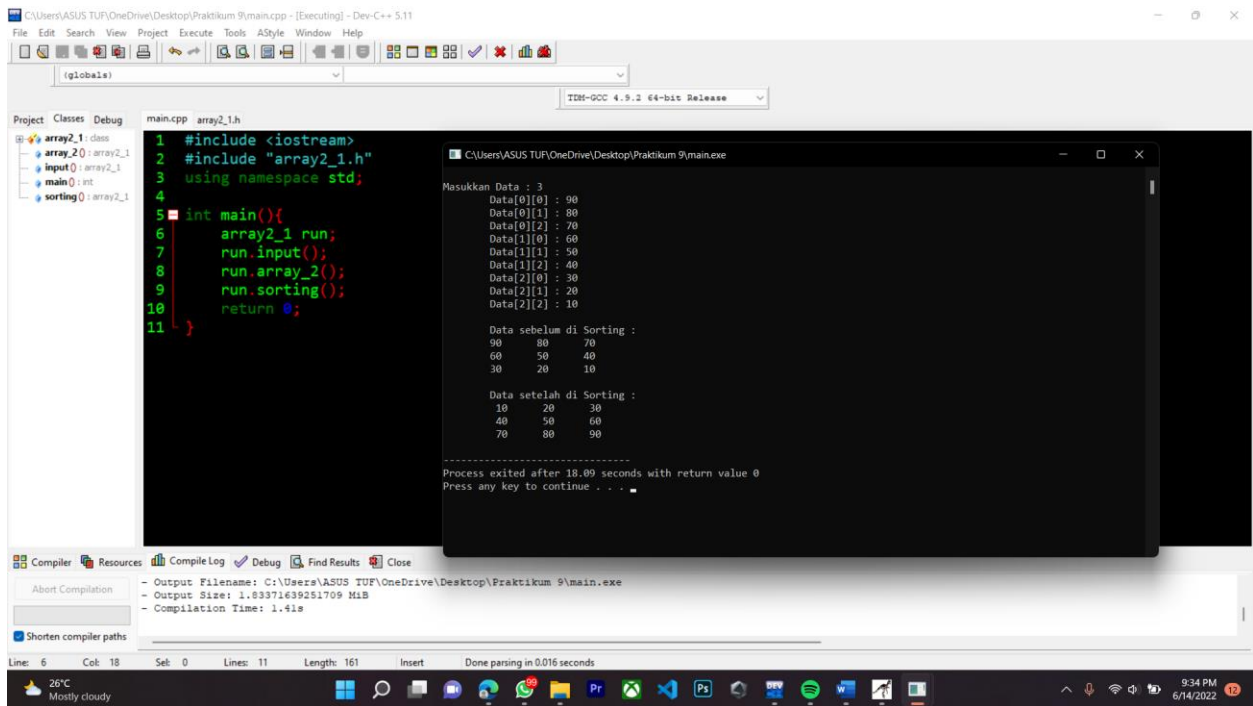 C:\Users\ASUS TUF\OneDrive\Desktop\Praktikum 9\main.cpp - [Executing] - Dev-C++ 5.11
File Edit Search View Project Execute Tools AStyle Window Help
(globals)
TDM-GCC 4.9.2 64-bit Release
Project Classes Debug
main.cpp array2_1.h
array2_1 : class
array_2 () : array2_1
input () : array2_1
main () : int
sorting () : array2_1
1 #include <iostream>
2 #include "array2_1.h"
3 using namespace std;
4
5 int main(){
6 array2_1 run;
7 run.input();
8 run.array_2();
9 run.sorting();
10 return 0;
11 }
C:\Users\ASUS TUF\OneDrive\Desktop\Praktikum 9\main.exe
Masukkan Data : 3
Data[0][0] : 90
Data[0][1] : 80
Data[0][2] : 70
Data[1][0] : 60
Data[1][1] : 50
Data[1][2] : 40
Data[2][0] : 30
Data[2][1] : 20
Data[2][2] : 10
Data sebelum di Sorting :
90 80 70
60 50 40
30 20 10
Data setelah di Sorting :
10 20 30
40 50 60
70 80 90
--------------------------------
Process exited after 18.09 seconds with return value 0
Press any key to continue . . .
Compiler Resources Compile Log Debug Find Results Close
Abort Compilation
Shorten compiler paths
- Output Filename: C:\Users\ASUS TUF\OneDrive\Desktop\Praktikum 9\main.exe
- Output Size: 1.83371639251709 MiB
- Compilation Time: 1.41s
Line: 6 Col: 18 Sel: 0 Lines: 11 Length: 161 Insert Done parsing in 0.016 seconds
26°C
Mostly cloudy
99
Pr
Ps
DEV
W
9:34 PM
6/14/2022
12